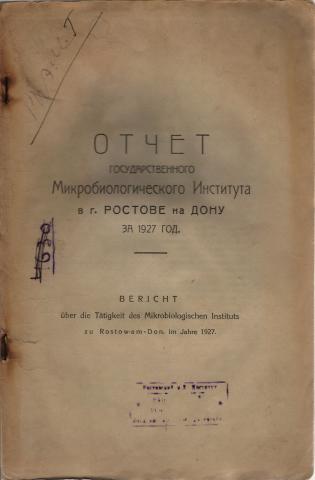 ОТЧЕТ
ГОСУДАРСТВЕННОГО
Микробиологического Института
в г. РОСТОВЕ на ДОНУ
ЗА 1927 ГОД.
BERICHT
über die Tätigkeit des Mikrobiologischen Instituts
zu Rostow-am-Don, im Jahre 1927.